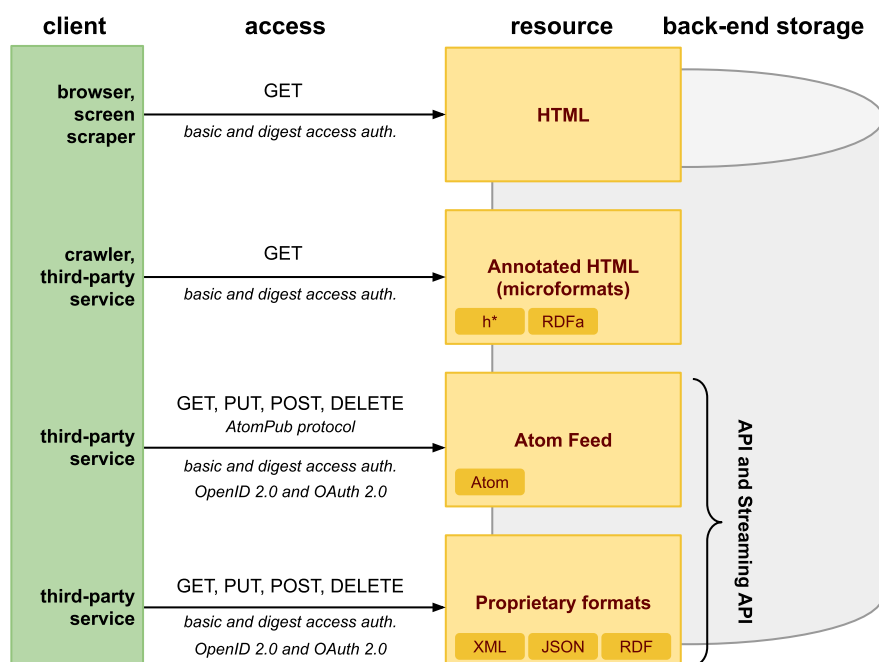 client access resource back-end storage
browser,
screen
scraper
GET
basic and digest access auth.
HTML
crawler,
third-party
service
GET
basic and digest access auth.
Annotated HTML
(microformats)
h* RDFa
third-party
service
GET, PUT, POST, DELETE
AtomPub protocol
basic and digest access auth.
OpenID 2.0 and OAuth 2.0
Atom Feed
Atom
API and Streaming API
third-party
service
GET, PUT, POST, DELETE
basic and digest access auth.
OpenID 2.0 and OAuth 2.0
Proprietary formats
XML JSON RDF